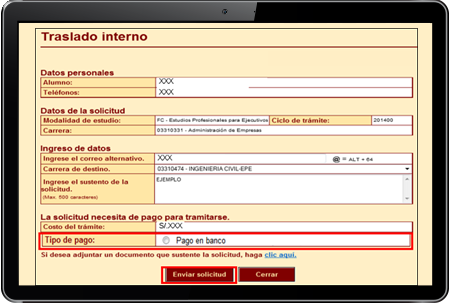 Traslado interno
Datos personales
Alumno: XXX
Teléfonos: XXX
Datos de la solicitud
Modalidad de estudio: FC - Estudios Profesionales para Ejecutivos Ciclo de trámite: 201400
Carrera: 03310331 - Administración de Empresas
Ingreso de datos
Ingrese el correo alternativo. XXX @ = ALT + 64
Carrera de destino. 03310474 - INGENIERIA CIVIL-EPE
Ingrese el sustento de la EJEMPLO
solicitud.
(Max. 500 caracteres)
La solicitud necesita de pago para tramitarse.
Costo del trámite: S/.XXX
Tipo de pago: Pago en banco
Si desea adjuntar un documento que sustente la solicitud, haga clic aquí.
Enviar solicitud Cerrar